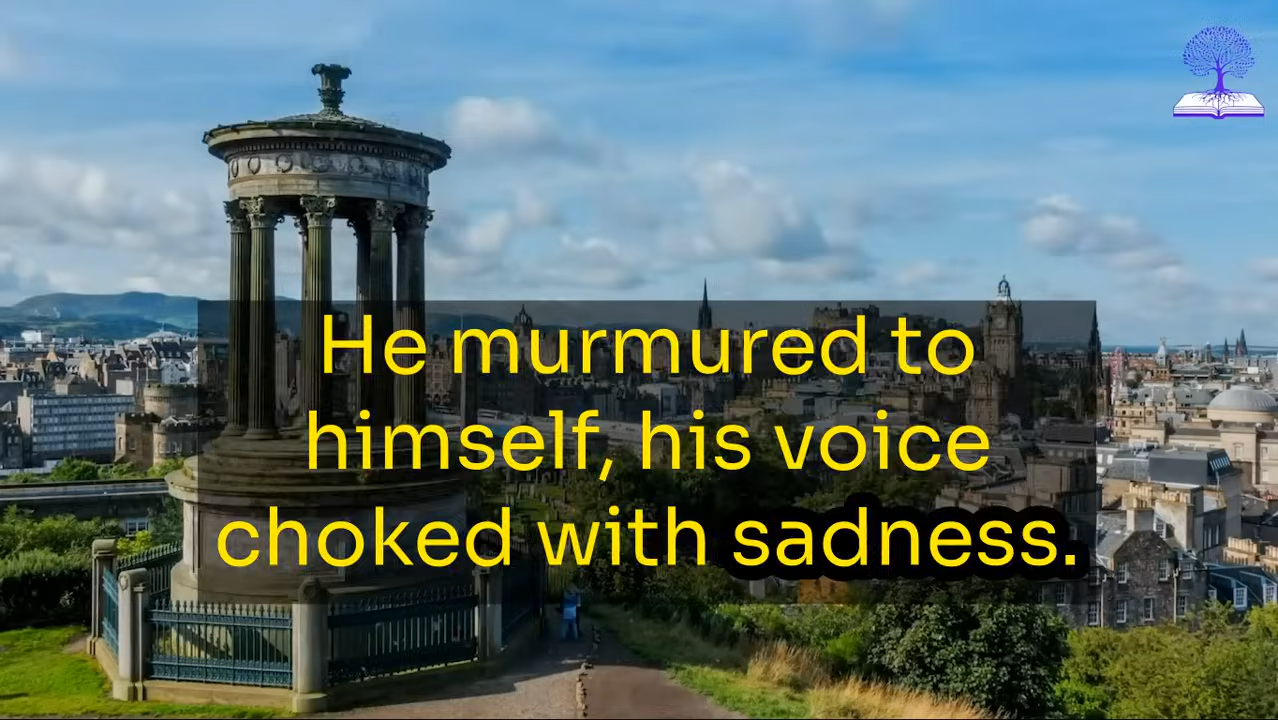 He murmured to
himself, his voice
choked with sadness.